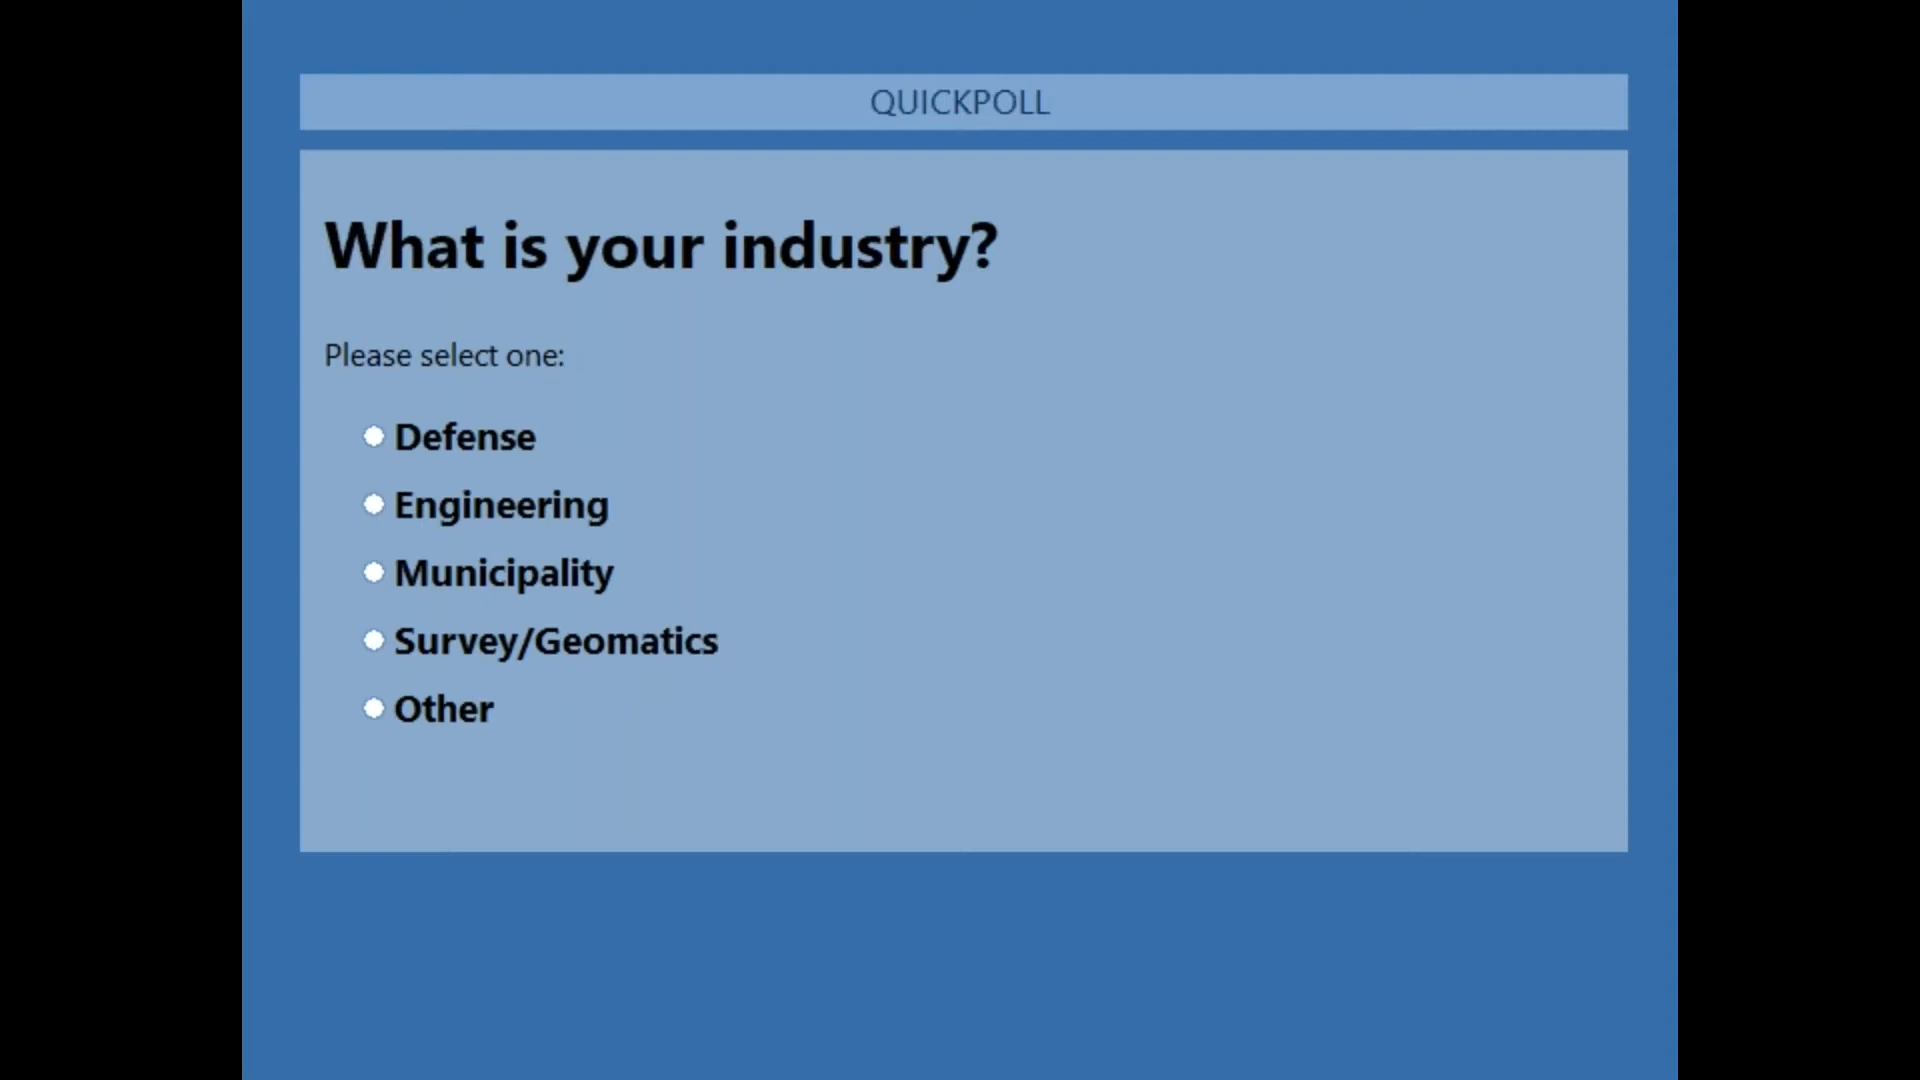 QUICKPOLL
What is your industry?
Please select one:
Defense
Engineering
Municipality
Survey/Geomatics
Other